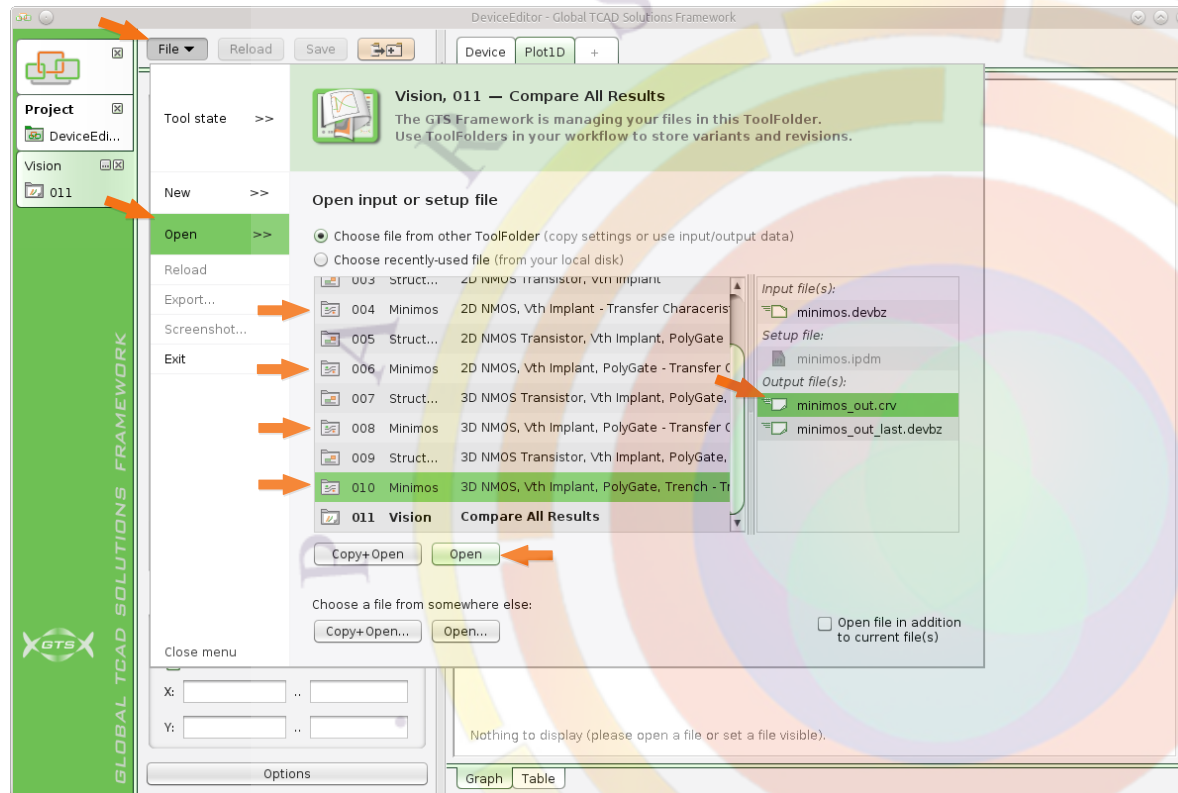 DeviceEditor - Global TCAD Solutions Framework
File
Reload
Save
Device
Plot1D
+
Project
DeviceEdi...
Vision
011
Tool state >>
New >>
Open >>
Reload
Export...
Screenshot...
Exit
Close menu
Vision, 011 — Compare All Results
The GTS Framework is managing your files in this ToolFolder.
Use ToolFolders in your workflow to store variants and revisions.
Open input or setup file
Choose file from other ToolFolder (copy settings or use input/output data)
Choose recently-used file (from your local disk)
003 Struct... 2D NMOS Transistor, Vth Implant
004 Minimos 2D NMOS, Vth Implant - Transfer Characeris
005 Struct... 2D NMOS Transistor, Vth Implant, PolyGate
006 Minimos 2D NMOS, Vth Implant, PolyGate - Transfer C
007 Struct... 3D NMOS Transistor, Vth Implant, PolyGate,
008 Minimos 3D NMOS, Vth Implant, PolyGate - Transfer C
009 Struct... 3D NMOS Transistor, Vth Implant, PolyGate,
010 Minimos 3D NMOS, Vth Implant, PolyGate, Trench - Tr
011 Vision Compare All Results
Input file(s):
minimos.devbz
Setup file:
minimos.ipdm
Output file(s):
minimos_out.crv
minimos_out_last.devbz
Copy+Open
Open
Choose a file from somewhere else:
Copy+Open...
Open...
Open file in addition
to current file(s)
X: ..
Y: ..
Options
Nothing to display (please open a file or set a file visible).
Graph
Table
GTS
GLOBAL TCAD SOLUTIONS FRAMEWORK